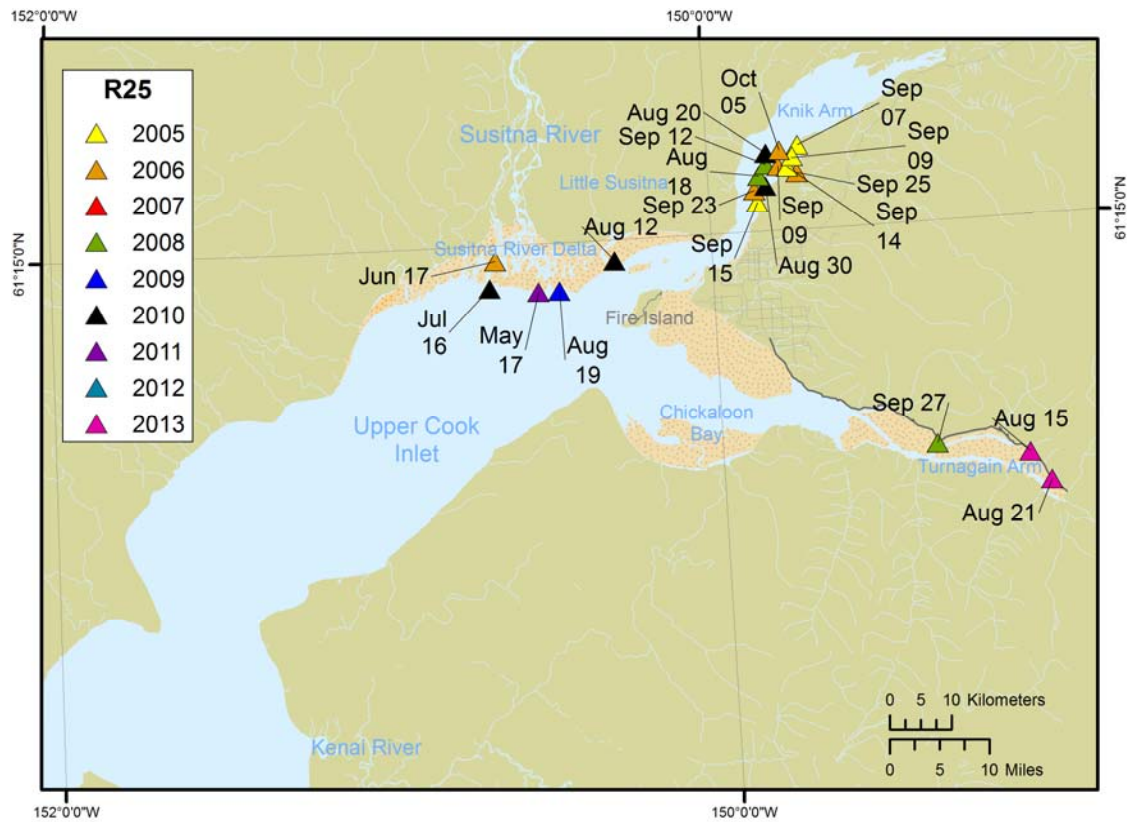 152°0'0"W
150°0'0"W
R25
2005
2006
2007
2008
2009
2010
2011
2012
2013
Oct
05
Knik Arm
Sep
07
Aug 20
Sep 12
Sep
09
Susitna River
Aug
18
Little Susitna
Sep 25
Sep 23
Sep
09
Sep
14
61°15'0"N
Aug 12
Sep
15
Aug 30
Susitna River Delta
61°15'0"N
Jun 17
Jul
16
May
17
Aug
19
Fire Island
Upper Cook
Inlet
Chickaloon
Bay
Sep 27
Aug 15
Turnagain Arm
Aug 21
0 5 10 Kilometers
0 5 10 Miles
Kenai River
152°0'0"W
150°0'0"W